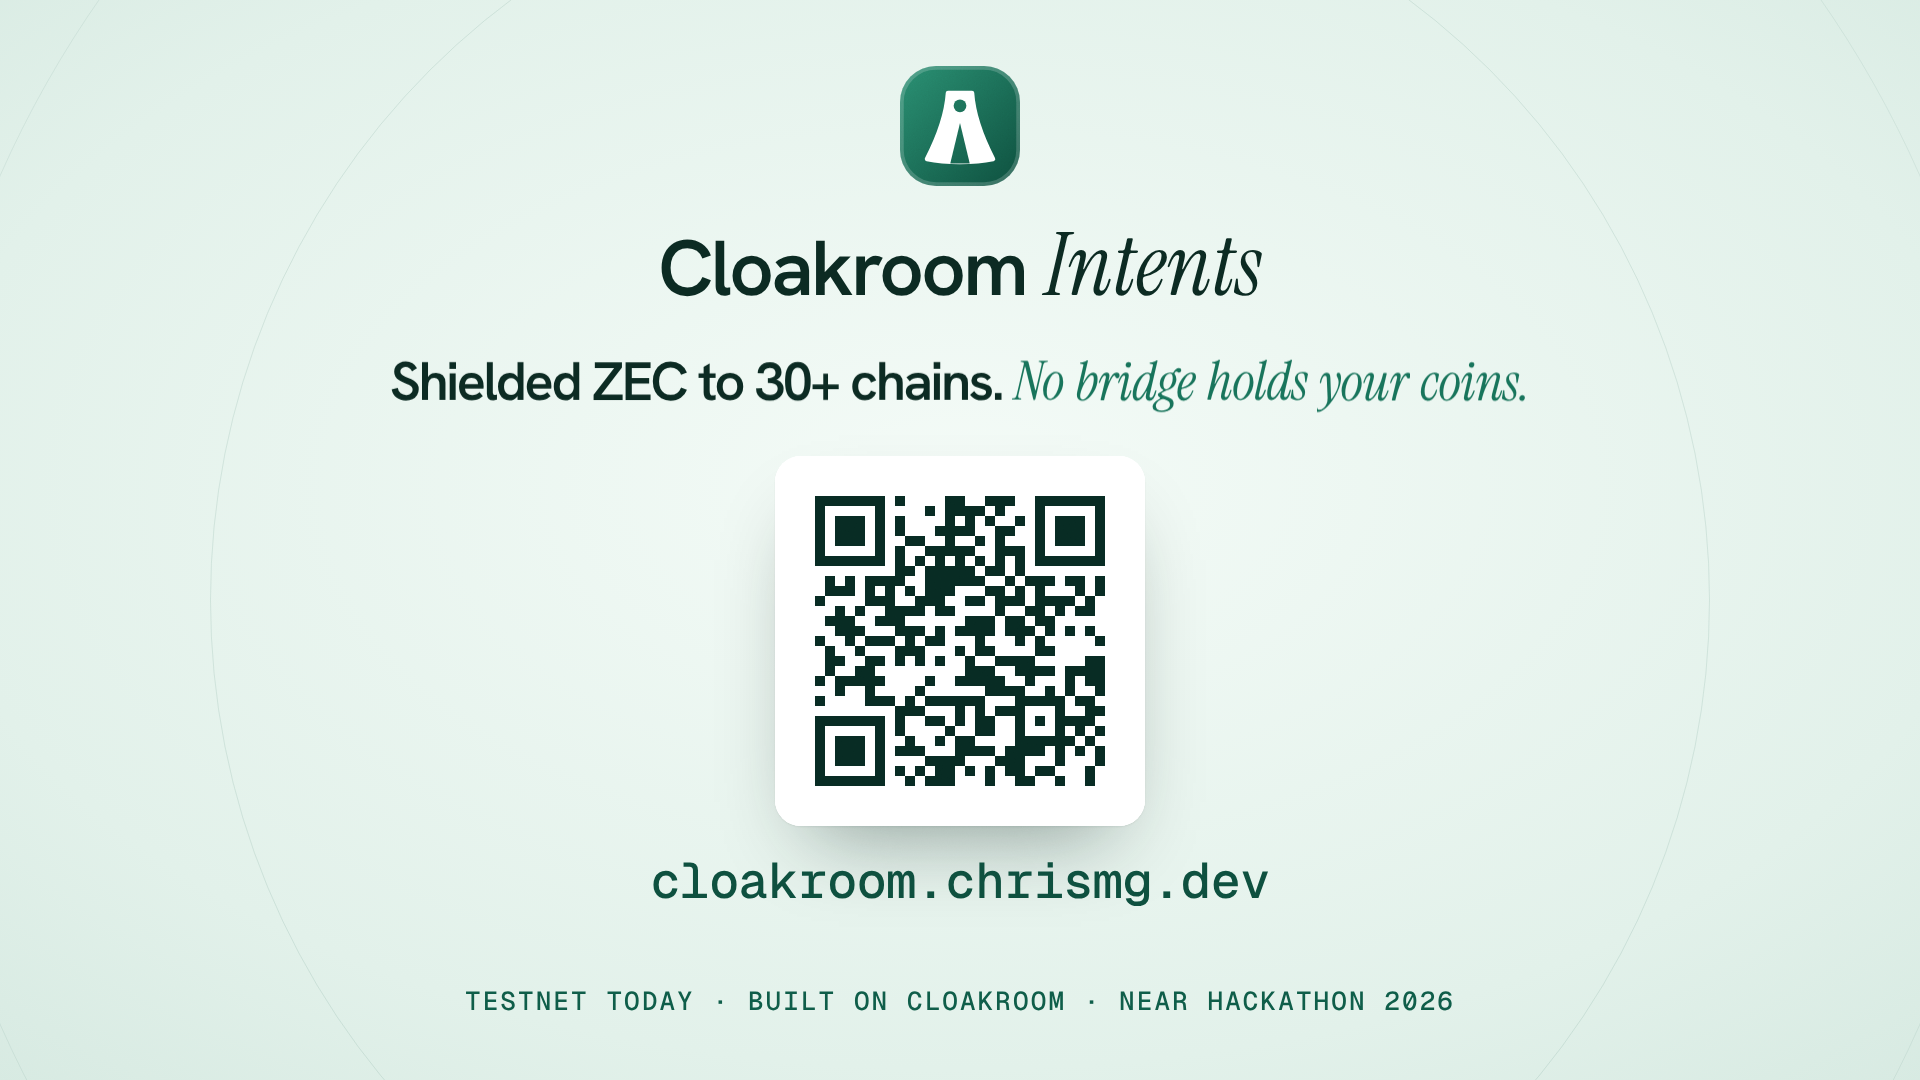 Cloakroom Intents
Shielded ZEC to 30+ chains. No bridge holds your coins.
cloakroom.chrismg.dev
TESTNET TODAY · BUILT ON CLOAKROOM · NEAR HACKATHON 2026